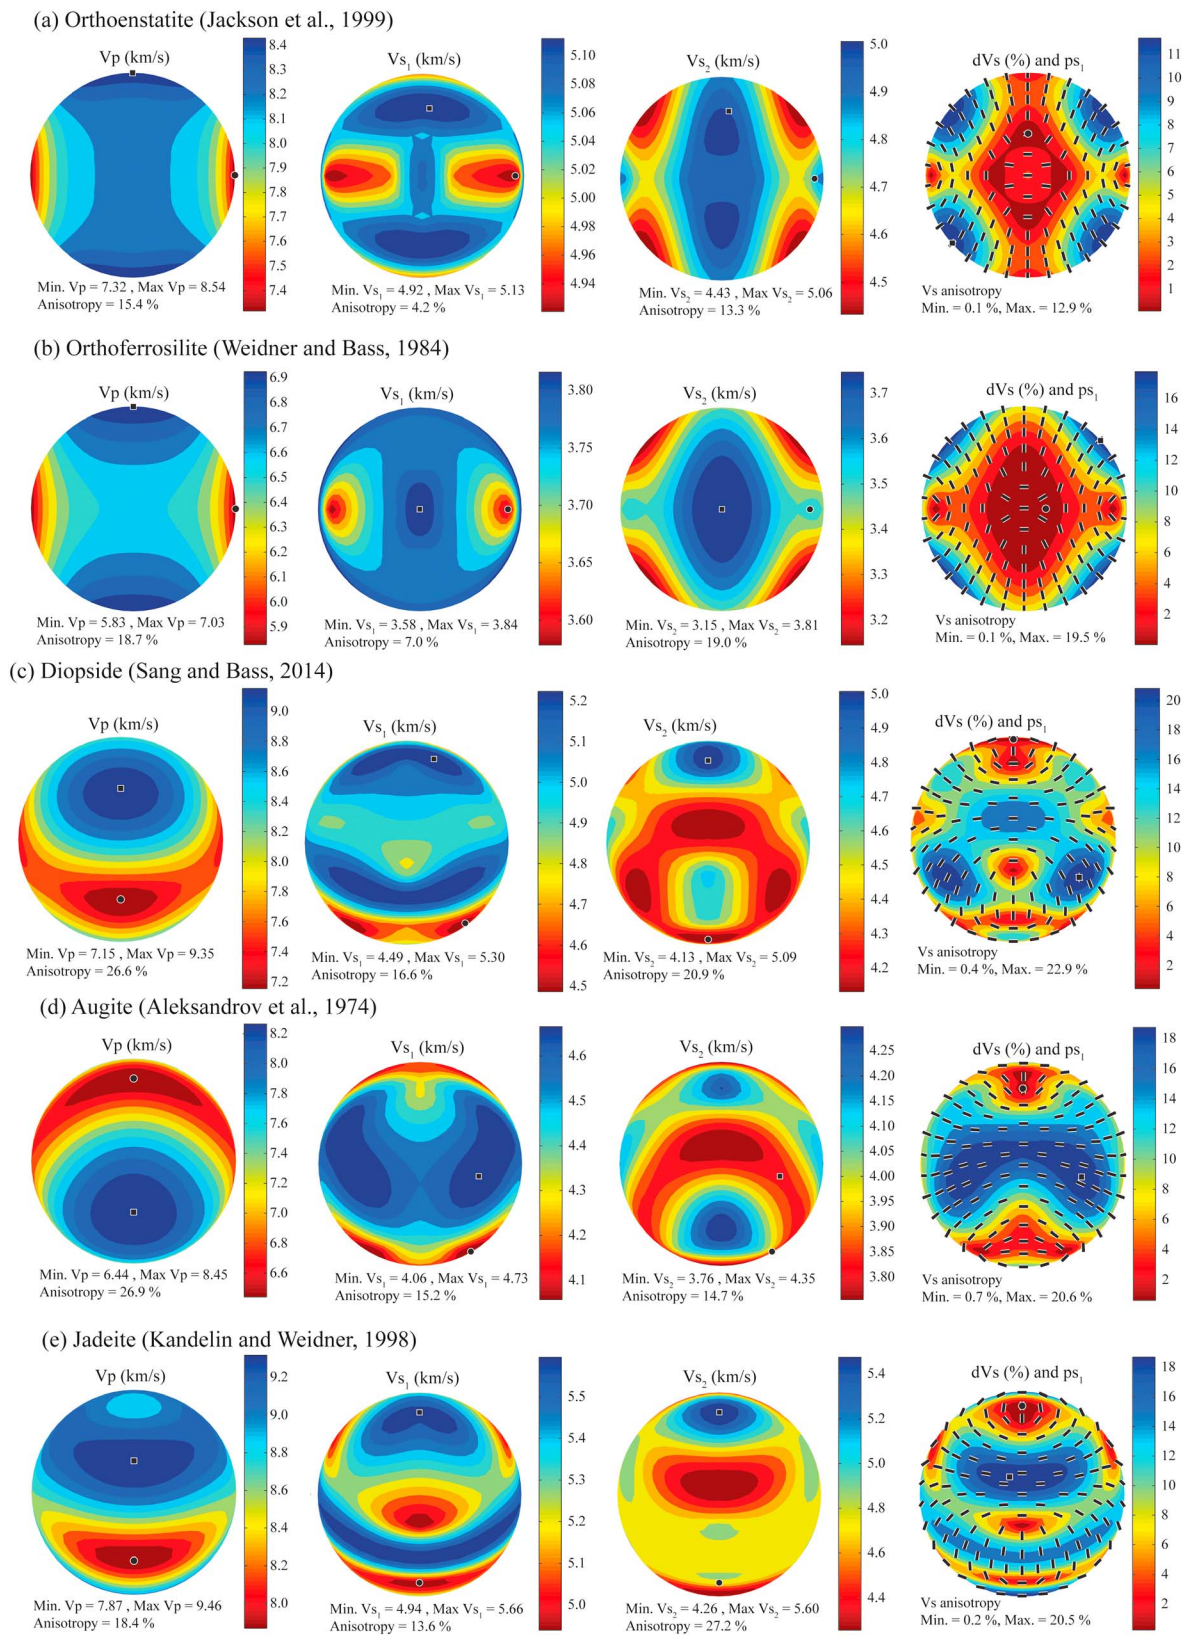 (a) Orthoenstatite (Jackson et al., 1999)
Vp (km/s)
8.4
8.3
8.2
8.1
8.0
7.9
7.8
7.7
7.6
7.5
7.4
Min. Vp = 7.32 , Max Vp = 8.54
Anisotropy = 15.4 %
Vs₁ (km/s)
5.10
5.08
5.06
5.04
5.02
5.00
4.98
4.96
4.94
Min. Vs₁ = 4.92 , Max Vs₁ = 5.13
Anisotropy = 4.2 %
Vs₂ (km/s)
5.0
4.9
4.8
4.7
4.6
4.5
Min. Vs₂ = 4.43 , Max Vs₂ = 5.06
Anisotropy = 13.3 %
dVs (%) and ps₁
11
10
9
8
7
6
5
4
3
2
1
Vs anisotropy
Min. = 0.1 %, Max. = 12.9 %
(b) Orthoferrosilite (Weidner and Bass, 1984)
Vp (km/s)
6.9
6.8
6.7
6.6
6.5
6.4
6.3
6.2
6.1
6.0
5.9
Min. Vp = 5.83 , Max Vp = 7.03
Anisotropy = 18.7 %
Vs₁ (km/s)
3.80
3.75
3.70
3.65
3.60
Min. Vs₁ = 3.58 , Max Vs₁ = 3.84
Anisotropy = 7.0 %
Vs₂ (km/s)
3.7
3.6
3.5
3.4
3.3
3.2
Min. Vs₂ = 3.15 , Max Vs₂ = 3.81
Anisotropy = 19.0 %
dVs (%) and ps₁
16
14
12
10
8
6
4
2
Vs anisotropy
Min. = 0.1 %, Max. = 19.5 %
(c) Diopside (Sang and Bass, 2014)
Vp (km/s)
9.0
8.8
8.6
8.4
8.2
8.0
7.8
7.6
7.4
7.2
Min. Vp = 7.15 , Max Vp = 9.35
Anisotropy = 26.6 %
Vs₁ (km/s)
5.2
5.1
5.0
4.9
4.8
4.7
4.6
4.5
Min. Vs₁ = 4.49 , Max Vs₁ = 5.30
Anisotropy = 16.6 %
Vs₂ (km/s)
5.0
4.9
4.8
4.7
4.6
4.5
4.4
4.3
4.2
Min. Vs₂ = 4.13 , Max Vs₂ = 5.09
Anisotropy = 20.9 %
dVs (%) and ps₁
20
18
16
14
12
10
8
6
4
2
Vs anisotropy
Min. = 0.4 %, Max. = 22.9 %
(d) Augite (Aleksandrov et al., 1974)
Vp (km/s)
8.2
8.0
7.8
7.6
7.4
7.2
7.0
6.8
6.6
Min. Vp = 6.44 , Max Vp = 8.45
Anisotropy = 26.9 %
Vs₁ (km/s)
4.6
4.5
4.4
4.3
4.2
4.1
Min. Vs₁ = 4.06 , Max Vs₁ = 4.73
Anisotropy = 15.2 %
Vs₂ (km/s)
4.25
4.20
4.15
4.10
4.05
4.00
3.95
3.90
3.85
3.80
Min. Vs₂ = 3.76 , Max Vs₂ = 4.35
Anisotropy = 14.7 %
dVs (%) and ps₁
18
16
14
12
10
8
6
4
2
Vs anisotropy
Min. = 0.7 %, Max. = 20.6 %
(e) Jadeite (Kandelin and Weidner, 1998)
Vp (km/s)
9.2
9.0
8.8
8.6
8.4
8.2
8.0
Min. Vp = 7.87 , Max Vp = 9.46
Anisotropy = 18.4 %
Vs₁ (km/s)
5.5
5.4
5.3
5.2
5.1
5.0
Min. Vs₁ = 4.94 , Max Vs₁ = 5.66
Anisotropy = 13.6 %
Vs₂ (km/s)
5.4
5.2
5.0
4.8
4.6
4.4
Min. Vs₂ = 4.26 , Max Vs₂ = 5.60
Anisotropy = 27.2 %
dVs (%) and ps₁
18
16
14
12
10
8
6
4
2
Vs anisotropy
Min. = 0.2 %, Max. = 20.5 %